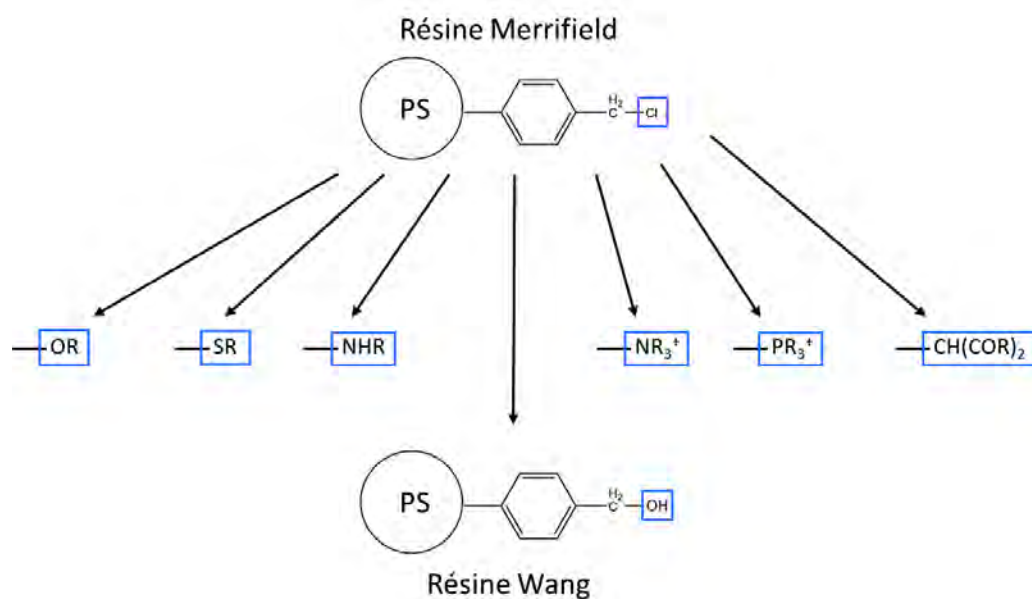 Résine Merrifield
PS
H₂
C
Cl
OR
SR
NHR
NR₃⁺
PR₃⁺
CH(COR)₂
PS
H₂
C
OH
Résine Wang